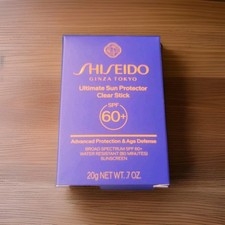 SHISEIDO
GINZA TOKYO
Ultimate Sun Protector
Clear Stick
SPF
60+
Advanced Protection & Age Defense
BROAD SPECTRUM SPF 60+
WATER RESISTANT (80 MINUTES)
SUNSCREEN
20g NET WT. .7 OZ.